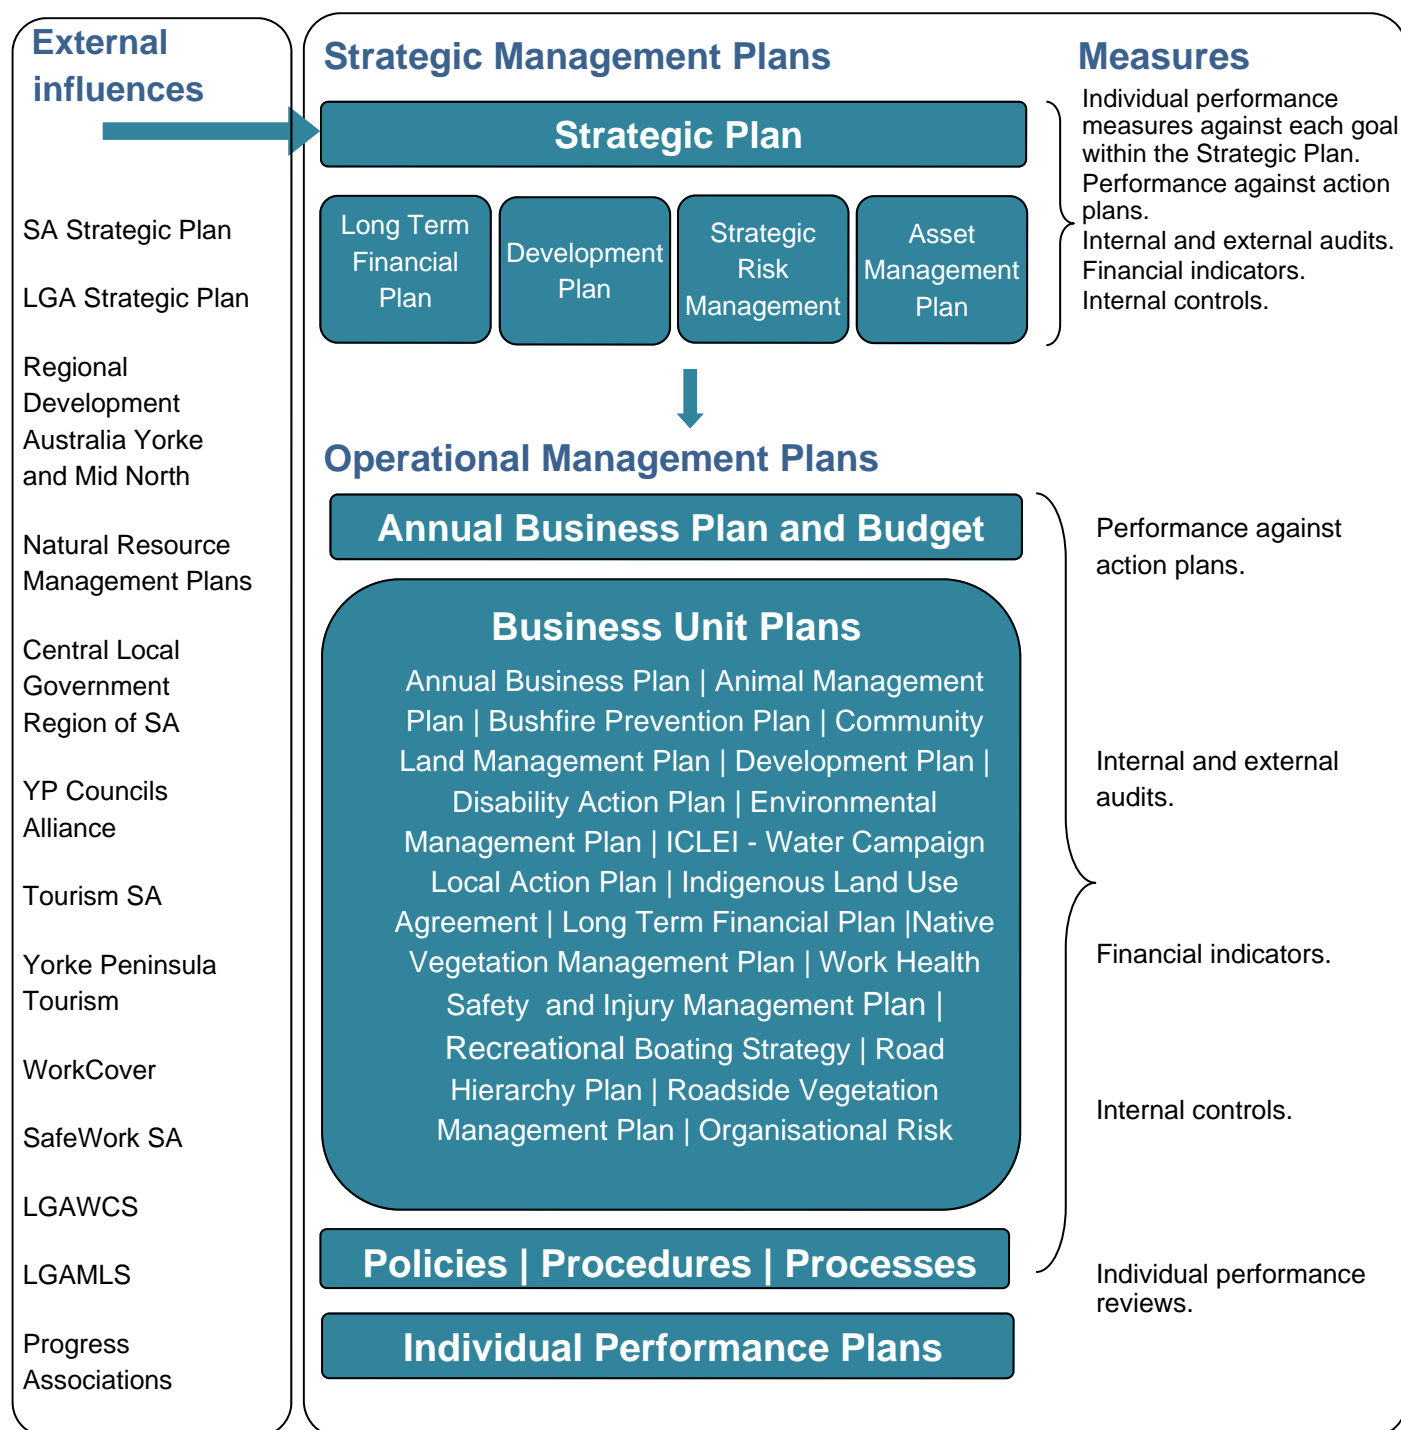 External
influences
SA Strategic Plan
LGA Strategic Plan
Regional
Development
Australia Yorke
and Mid North
Natural Resource
Management Plans
Central Local
Government
Region of SA
YP Councils
Alliance
Tourism SA
Yorke Peninsula
Tourism
WorkCover
SafeWork SA
LGAWCS
LGAMLS
Progress
Associations
Strategic Management Plans
Strategic Plan
Long Term
Financial
Plan
Development
Plan
Strategic
Risk
Management
Asset
Management
Plan
Measures
Individual performance
measures against each goal
within the Strategic Plan.
Performance against action
plans.
Internal and external audits.
Financial indicators.
Internal controls.
Operational Management Plans
Annual Business Plan and Budget
Business Unit Plans
Annual Business Plan | Animal Management
Plan | Bushfire Prevention Plan | Community
Land Management Plan | Development Plan |
Disability Action Plan | Environmental
Management Plan | ICLEI - Water Campaign
Local Action Plan | Indigenous Land Use
Agreement | Long Term Financial Plan |Native
Vegetation Management Plan | Work Health
Safety  and Injury Management Plan |
Recreational Boating Strategy | Road
Hierarchy Plan | Roadside Vegetation
Management Plan | Organisational Risk
Policies | Procedures | Processes
Individual Performance Plans
Performance against
action plans.
Internal and external
audits.
Financial indicators.
Internal controls.
Individual performance
reviews.